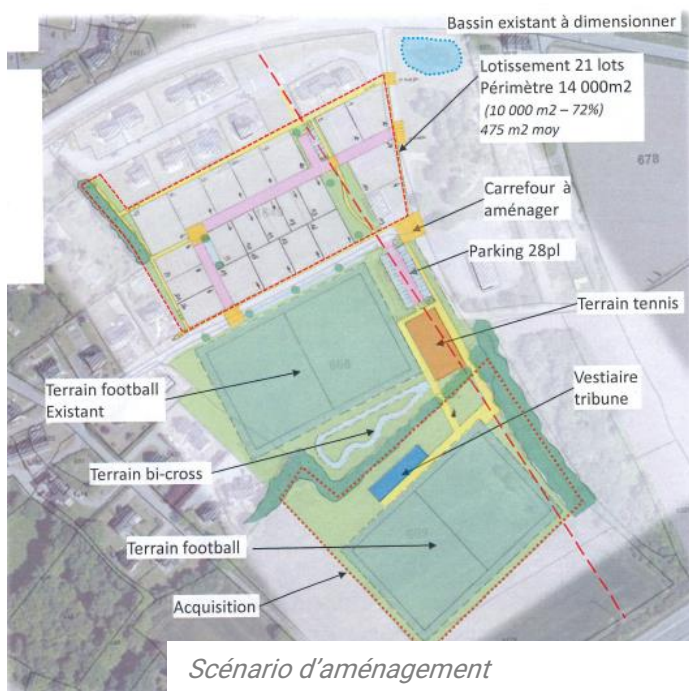 Bassin existant à dimensionner
Lotissement 21 lots
Périmètre 14 000m2
(10 000 m2 – 72%)
475 m2 moy
67B
Carrefour à
aménager
Parking 28pl
Terrain tennis
Terrain football
Existant
Vestiaire
tribune
Terrain bi-cross
Terrain football
Acquisition
Scénario d'aménagement